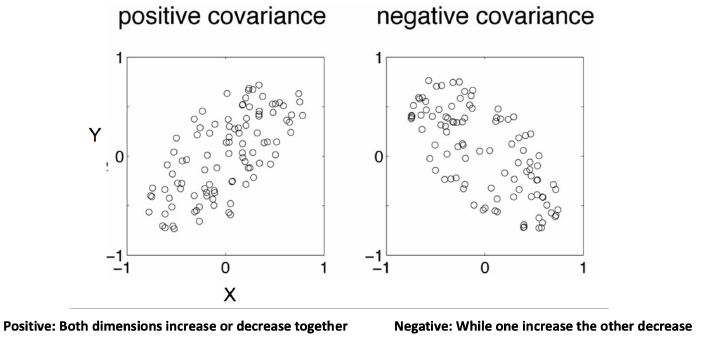 positive covariance
negative covariance
1
1
Y
0
0
−1
−1
−1
0
1
−1
0
1
X
Positive: Both dimensions increase or decrease together
Negative: While one increase the other decrease